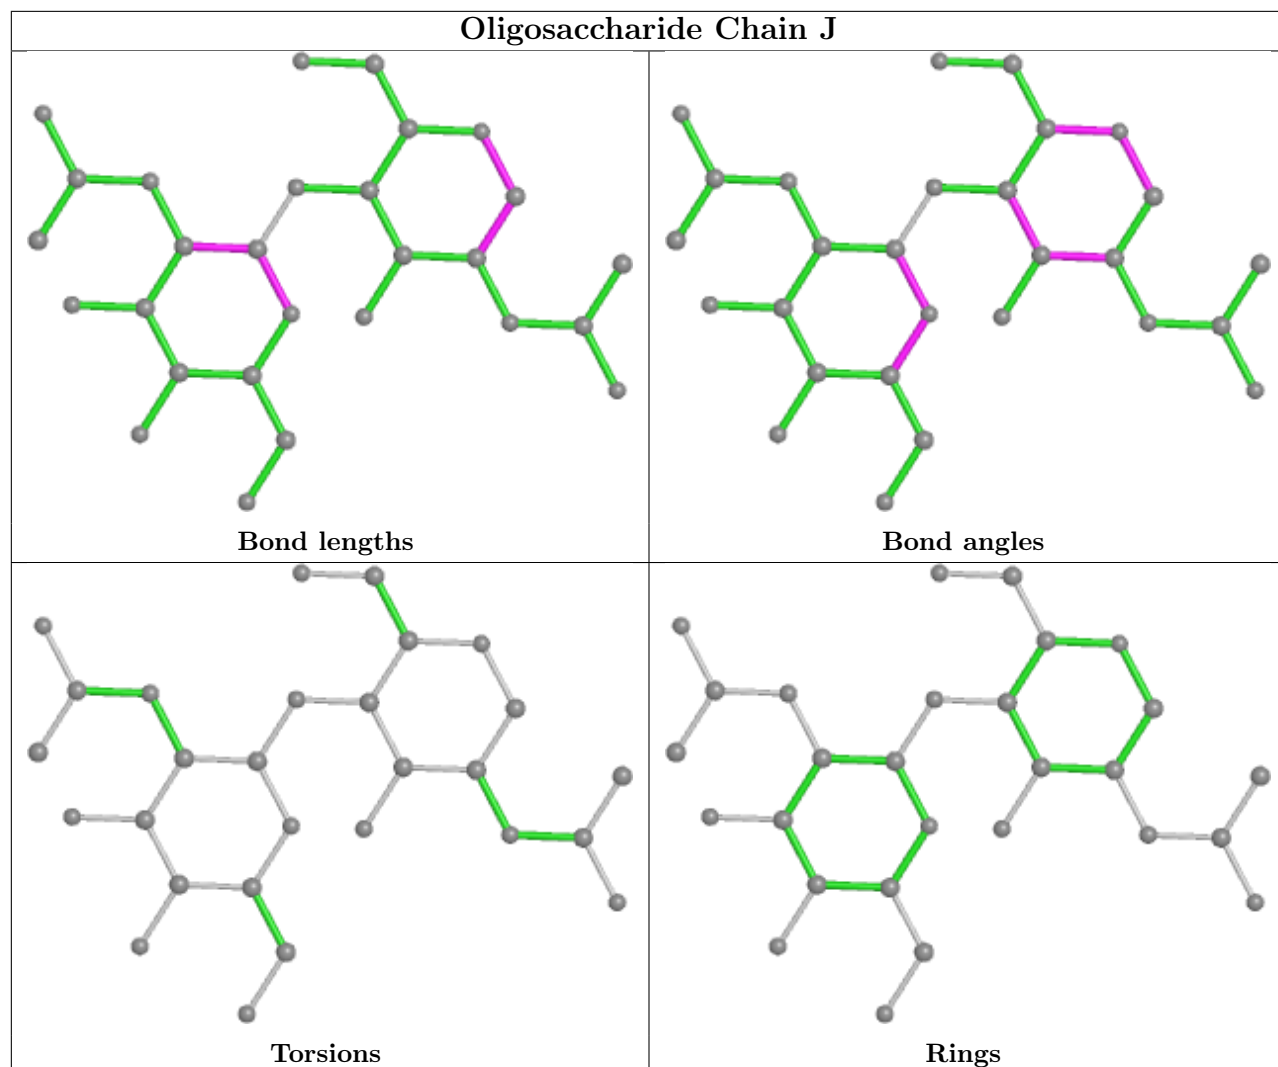 Oligosaccharide Chain J
Bond lengths
Bond angles
Torsions
Rings